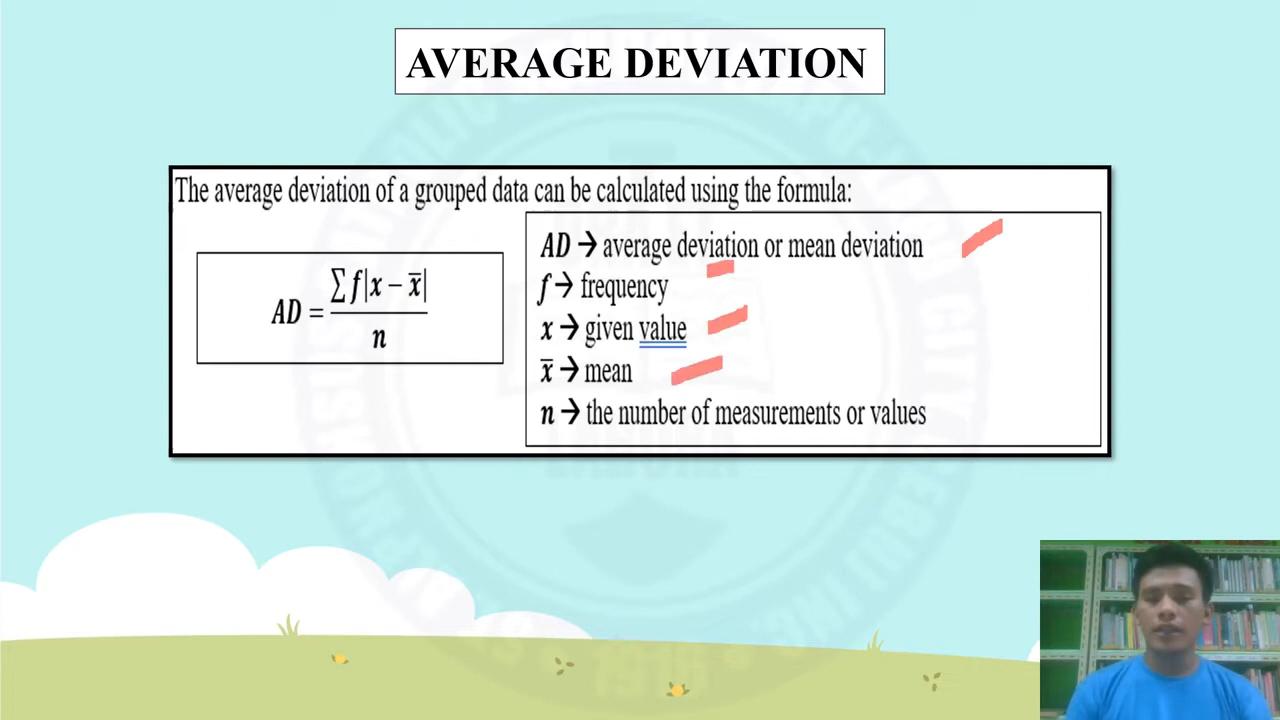 AVERAGE DEVIATION
The average deviation of a grouped data can be calculated using the formula:
AD = ∑ f|x − x̅| / n
AD → average deviation or mean deviation
f → frequency
x → given value
x̅ → mean
n → the number of measurements or values